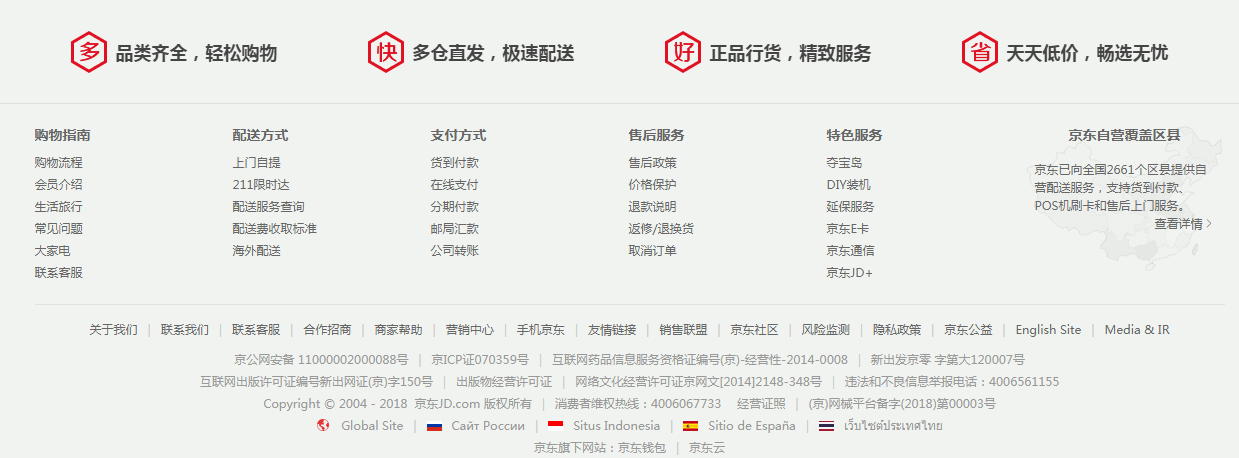 多 品类齐全，轻松购物 快 多仓直发，极速配送 好 正品行货，精致服务 省 天天低价，畅选无忧
购物指南
购物流程
会员介绍
生活旅行
常见问题
大家电
联系客服
配送方式
上门自提
211限时达
配送服务查询
配送费收取标准
海外配送
支付方式
货到付款
在线支付
分期付款
邮局汇款
公司转账
售后服务
售后政策
价格保护
退款说明
返修/退换货
取消订单
特色服务
夺宝岛
DIY装机
延保服务
京东E卡
京东通信
京东JD+
京东自营覆盖区县
京东已向全国2661个区县提供自
营配送服务，支持货到付款、
POS机刷卡和售后上门服务。
查看详情 >
关于我们 | 联系我们 | 联系客服 | 合作招商 | 商家帮助 | 营销中心 | 手机京东 | 友情链接 | 销售联盟 | 京东社区 | 风险监测 | 隐私政策 | 京东公益 | English Site | Media & IR
京公网安备 11000002000088号 | 京ICP证070359号 | 互联网药品信息服务资格证编号(京)-经营性-2014-0008 | 新出发京零 字第大120007号
互联网出版许可证编号新出网证(京)字150号 | 出版物经营许可证 | 网络文化经营许可证京网文[2014]2148-348号 | 违法和不良信息举报电话：4006561155
Copyright © 2004 - 2018 京东JD.com 版权所有 | 消费者维权热线：4006067733 经营证照 | (京)网械平台备字(2018)第00003号
Global Site | Сайт России | Situs Indonesia | Sitio de España | เว็บไซต์ประเทศไทย
京东旗下网站：京东钱包 | 京东云